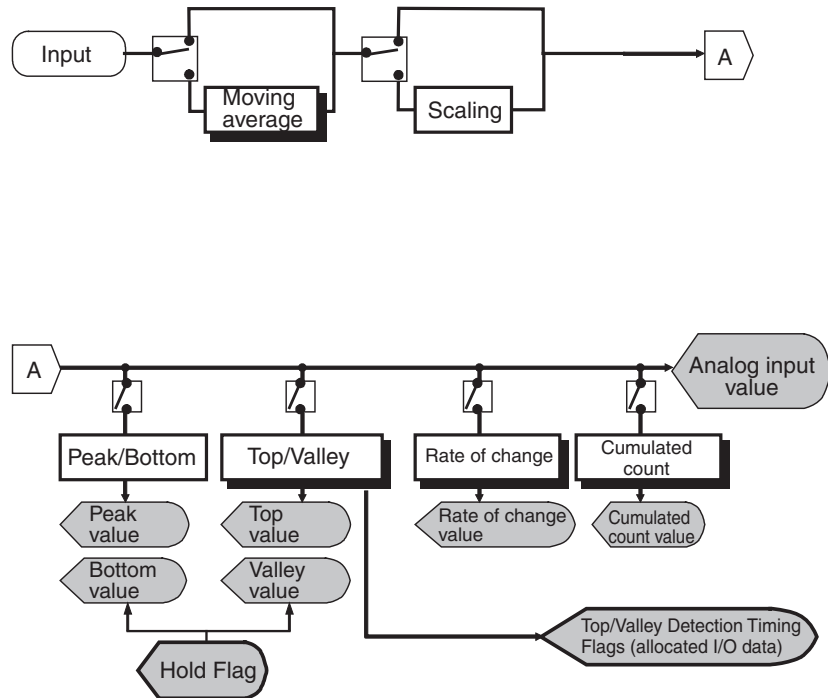 Input
Moving
average
Scaling
A
A
Analog input
value
Peak/Bottom
Top/Valley
Rate of change
Cumulated
count
Peak
value
Top
value
Rate of change
value
Cumulated
count value
Bottom
value
Valley
value
Hold Flag
Top/Valley Detection Timing
Flags (allocated I/O data)